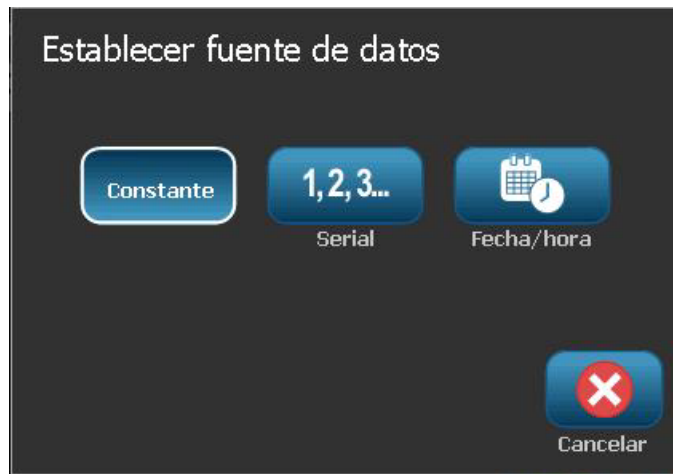 Establecer fuente de datos
Constante
1, 2, 3...
Serial
Fecha/hora
Cancelar